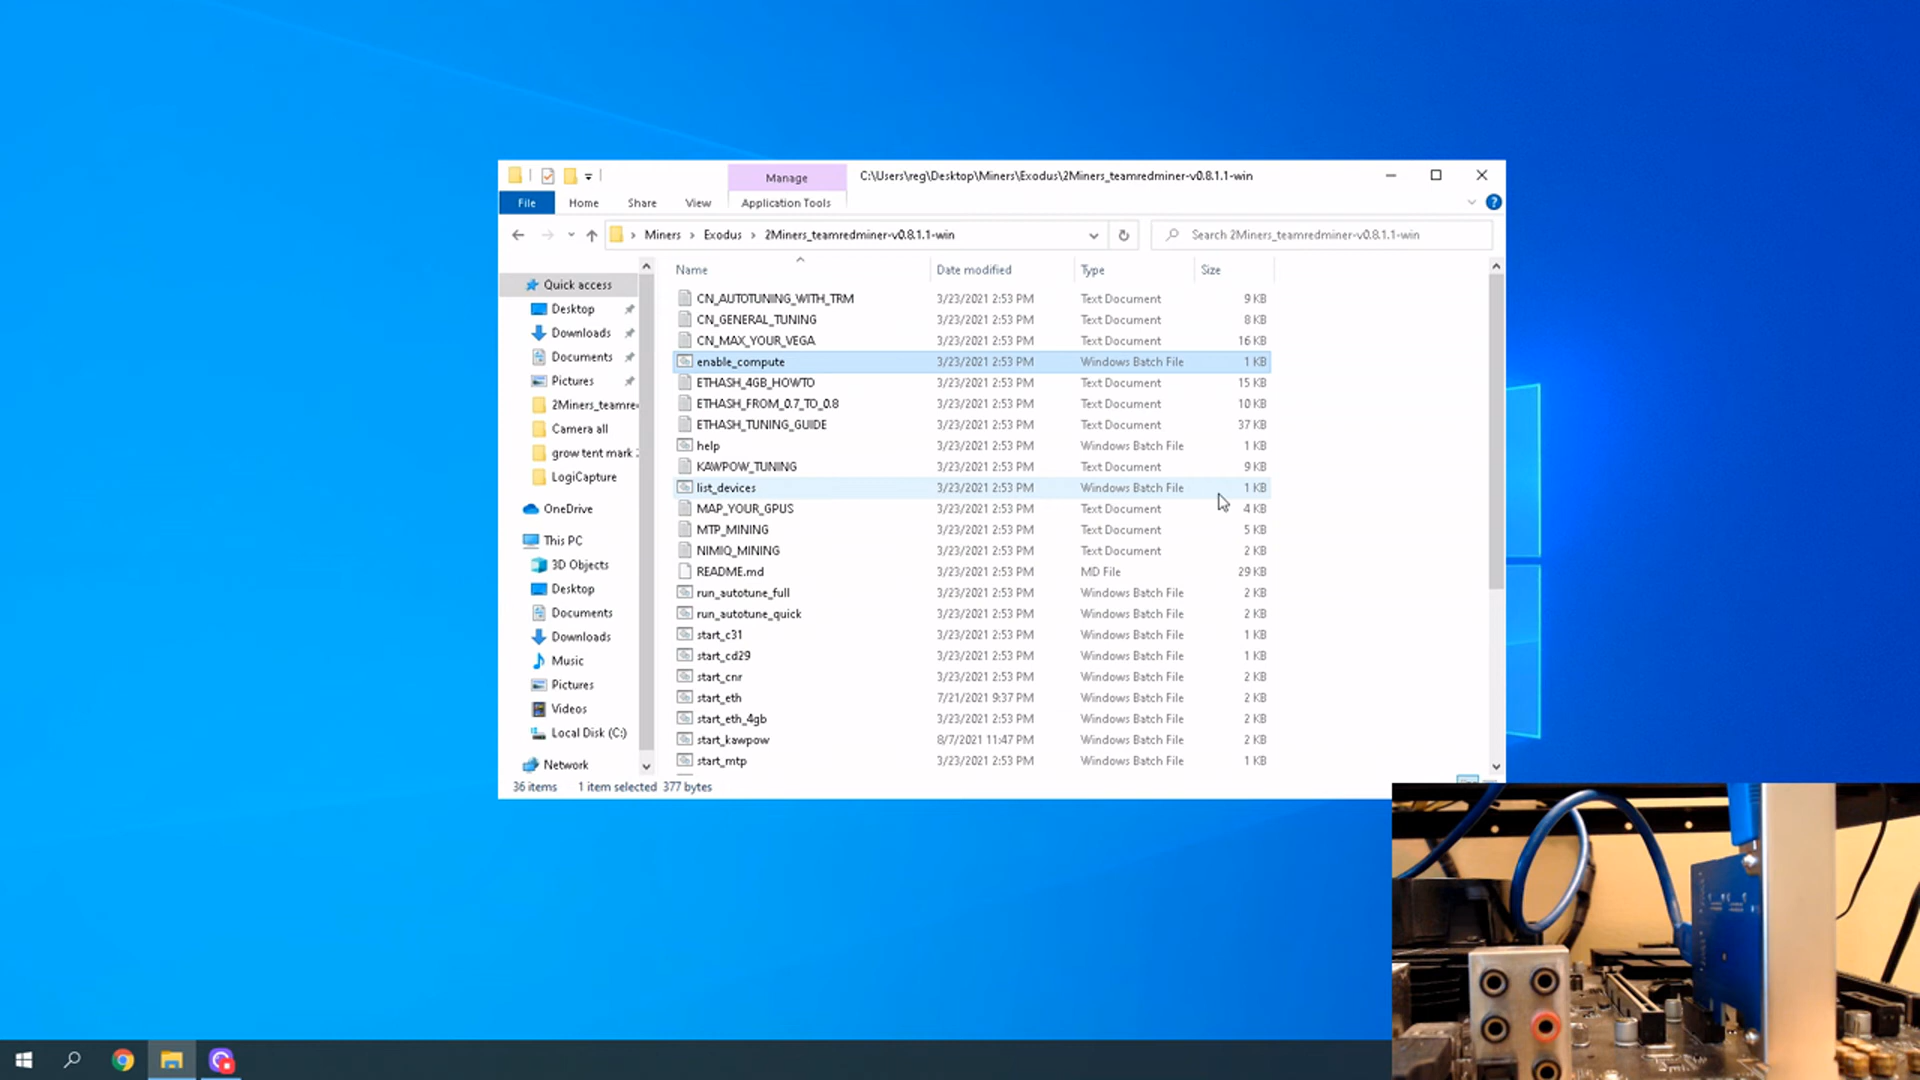 Manage
C:\Users\reg\Desktop\Miners\Exodus\2Miners_teamredminer-v0.8.1.1-win
File Home Share View Application Tools
Miners Exodus 2Miners_teamredminer-v0.8.1.1-win
Search 2Miners_teamredminer-v0.8.1.1-win
Quick access
Desktop
Downloads
Documents
Pictures
2Miners_teamre
Camera all
grow tent mark
LogiCapture
OneDrive
This PC
3D Objects
Desktop
Documents
Downloads
Music
Pictures
Videos
Local Disk (C:)
Network
Name Date modified Type Size
CN_AUTOTUNING_WITH_TRM 3/23/2021 2:53 PM Text Document 9 KB
CN_GENERAL_TUNING 3/23/2021 2:53 PM Text Document 8 KB
CN_MAX_YOUR_VEGA 3/23/2021 2:53 PM Text Document 16 KB
enable_compute 3/23/2021 2:53 PM Windows Batch File 1 KB
ETHASH_4GB_HOWTO 3/23/2021 2:53 PM Text Document 15 KB
ETHASH_FROM_0.7_TO_0.8 3/23/2021 2:53 PM Text Document 10 KB
ETHASH_TUNING_GUIDE 3/23/2021 2:53 PM Text Document 37 KB
help 3/23/2021 2:53 PM Windows Batch File 1 KB
KAWPOW_TUNING 3/23/2021 2:53 PM Text Document 9 KB
list_devices 3/23/2021 2:53 PM Windows Batch File 1 KB
MAP_YOUR_GPUS 3/23/2021 2:53 PM Text Document 4 KB
MTP_MINING 3/23/2021 2:53 PM Text Document 5 KB
NIMIQ_MINING 3/23/2021 2:53 PM Text Document 2 KB
README.md 3/23/2021 2:53 PM MD File 29 KB
run_autotune_full 3/23/2021 2:53 PM Windows Batch File 2 KB
run_autotune_quick 3/23/2021 2:53 PM Windows Batch File 2 KB
start_c31 3/23/2021 2:53 PM Windows Batch File 1 KB
start_cd29 3/23/2021 2:53 PM Windows Batch File 1 KB
start_cnr 3/23/2021 2:53 PM Windows Batch File 2 KB
start_eth 7/21/2021 9:37 PM Windows Batch File 2 KB
start_eth_4gb 3/23/2021 2:53 PM Windows Batch File 2 KB
start_kawpow 8/7/2021 11:47 PM Windows Batch File 2 KB
start_mtp 3/23/2021 2:53 PM Windows Batch File 1 KB
36 items 1 item selected 377 bytes